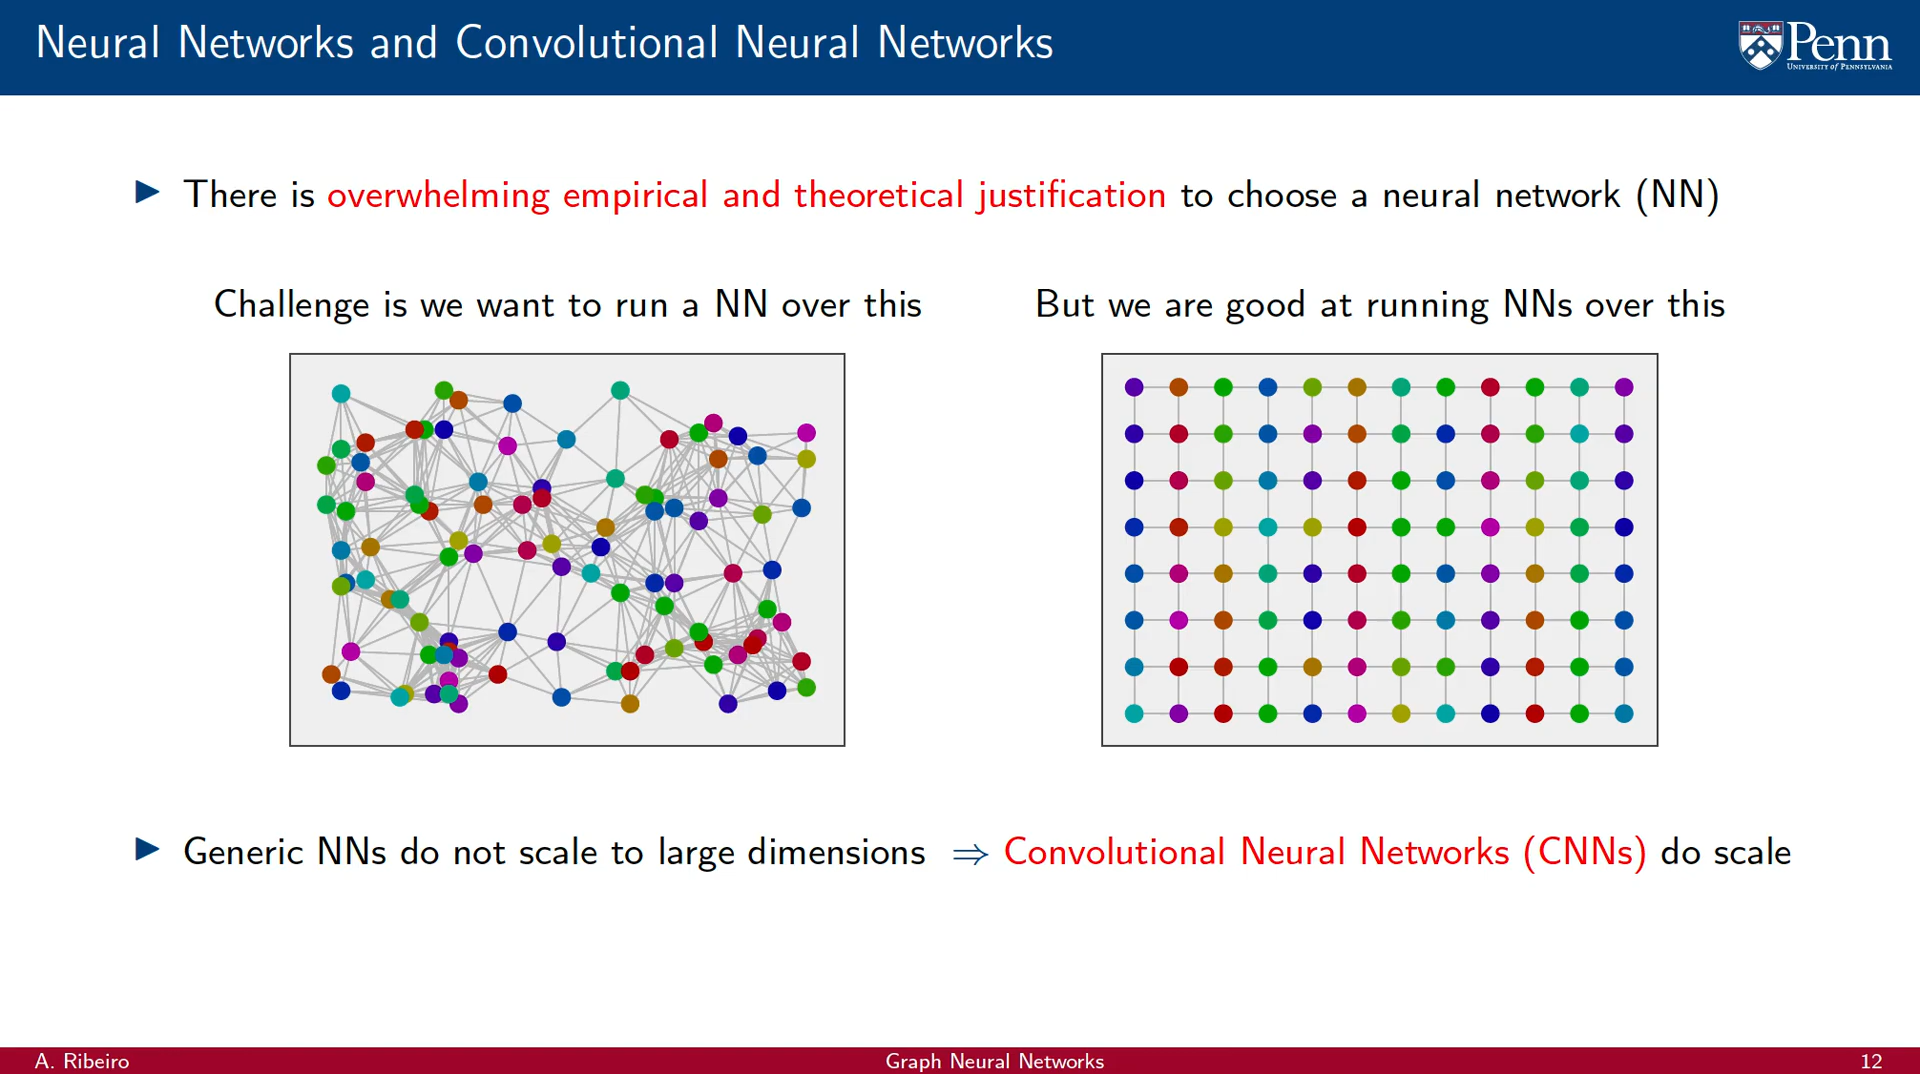 Neural Networks and Convolutional Neural Networks
Penn
UNIVERSITY of PENNSYLVANIA
There is overwhelming empirical and theoretical justification to choose a neural network (NN)
Challenge is we want to run a NN over this
But we are good at running NNs over this
Generic NNs do not scale to large dimensions ⇒ Convolutional Neural Networks (CNNs) do scale
A. Ribeiro
Graph Neural Networks
12